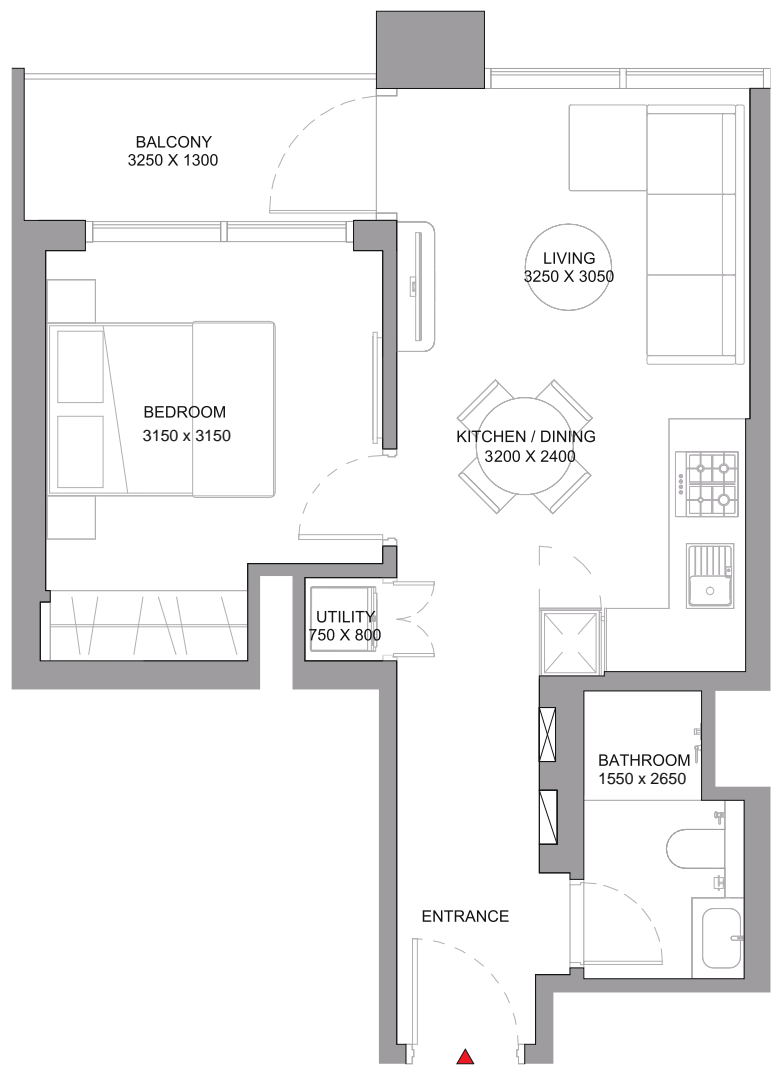 BALCONY
3250 X 1300
LIVING
3250 X 3050
BEDROOM
3150 x 3150
KITCHEN / DINING
3200 X 2400
UTILITY
750 X 800
BATHROOM
1550 x 2650
ENTRANCE